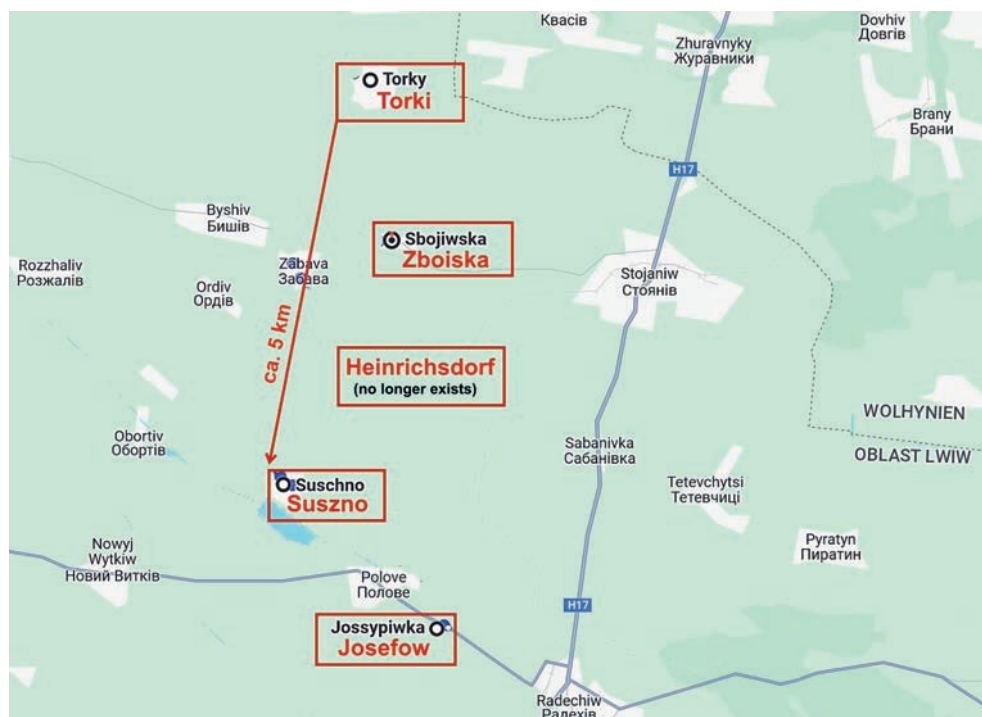 Квасів
Dovhiv
Довгів
Zhuravnyky
Журавники
Torky
Torki
Brany
Брани
H17
Byshiv
Бишів
Sbojiwska
Zboiska
Zabava
Забава
Rozzhaliv
Розжалів
Ordiv
Ордів
Stojaniw
Стоянів
ca. 5 km
Heinrichsdorf
(no longer exists)
WOLHYNIEN
OBLAST LWIW
Obortiv
Обортів
Sabanivka
Сабанівка
Tetevchytsi
Тетевчиці
Suschno
Suszno
Pyratyn
Пиратин
Nowyj
Wytkiw
Новий Витків
Polove
Полове
H17
Jossypiwka
Josefow
Radechiw
Радехів